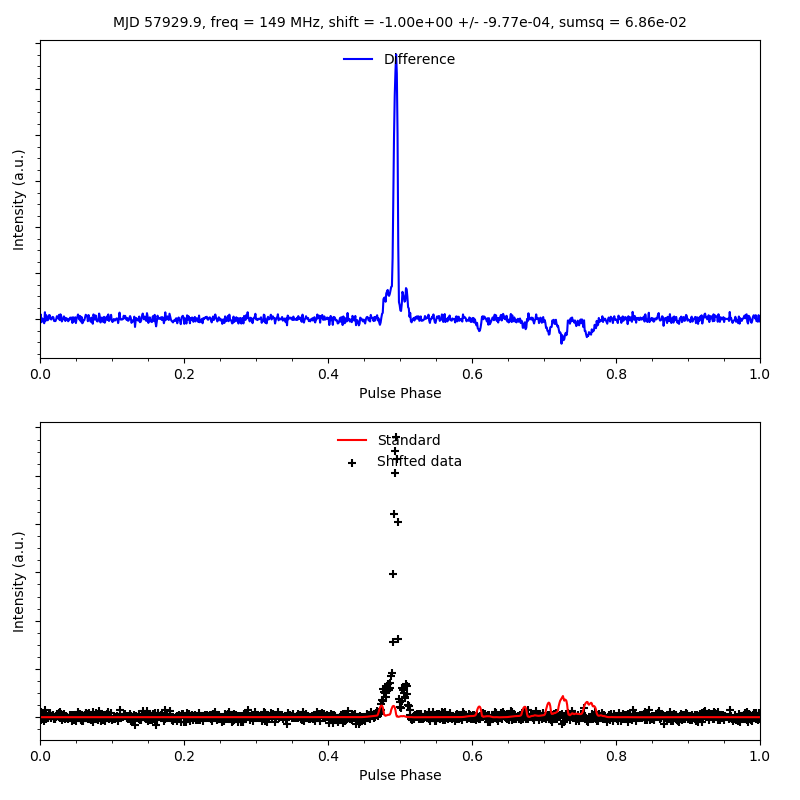 MJD 57929.9, freq = 149 MHz, shift = -1.00e+00 +/- -9.77e-04, sumsq = 6.86e-02
Difference
Intensity (a.u.)
0.0 0.2 0.4 0.6 0.8 1.0
Pulse Phase
Standard
Shifted data
Intensity (a.u.)
0.0 0.2 0.4 0.6 0.8 1.0
Pulse Phase